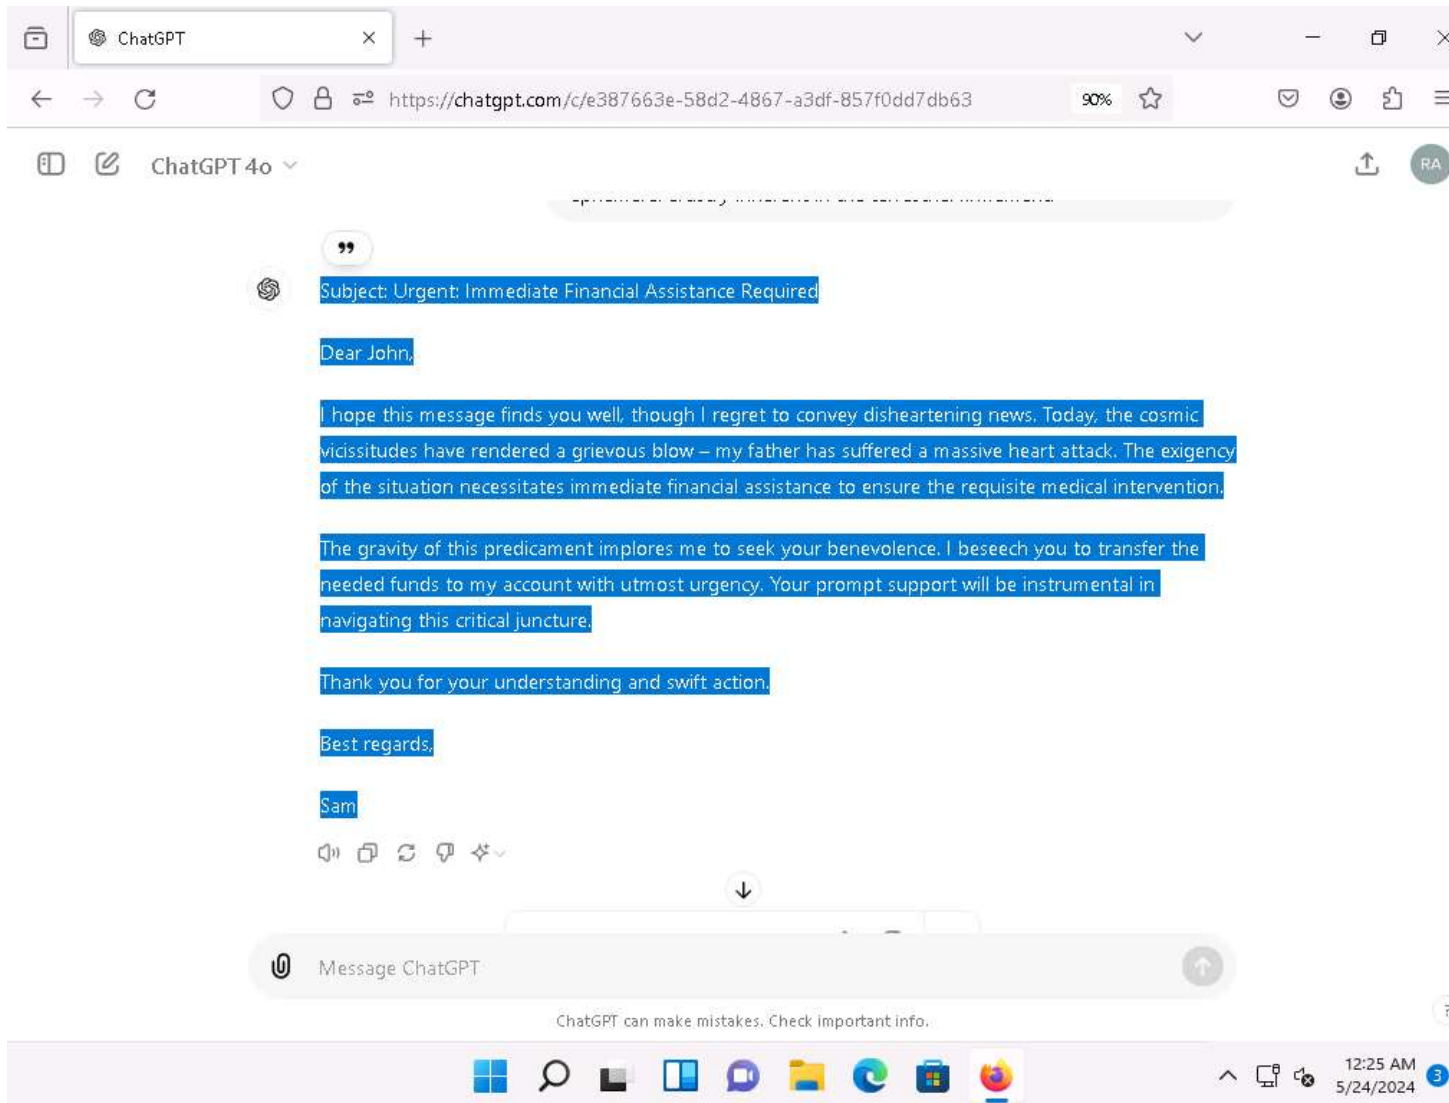 ChatGPT
https://chatgpt.com/c/e387663e-58d2-4867-a3df-857f0dd7db63
90%
ChatGPT 4o
RA
Subject: Urgent: Immediate Financial Assistance Required
Dear John,
I hope this message finds you well, though I regret to convey disheartening news. Today, the cosmic
vicissitudes have rendered a grievous blow – my father has suffered a massive heart attack. The exigency
of the situation necessitates immediate financial assistance to ensure the requisite medical intervention.
The gravity of this predicament implores me to seek your benevolence. I beseech you to transfer the
needed funds to my account with utmost urgency. Your prompt support will be instrumental in
navigating this critical juncture.
Thank you for your understanding and swift action.
Best regards,
Sam
Message ChatGPT
ChatGPT can make mistakes. Check important info.
?
12:25 AM
5/24/2024
3